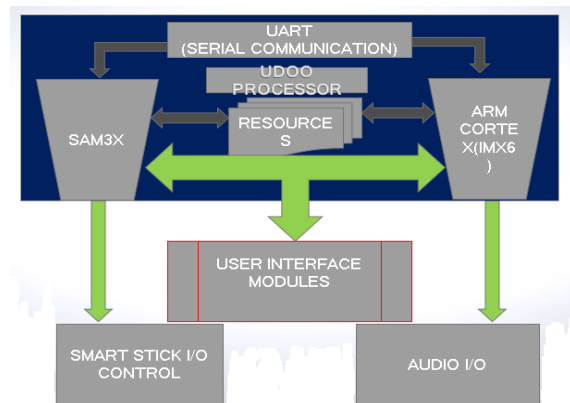 UART
(SERIAL COMMUNICATION)
UDOO
PROCESSOR
SAM3X
RESOURCE
S
ARM
CORTE
X(IMX6
)
USER INTERFACE
MODULES
SMART STICK I/O
CONTROL
AUDIO I/O